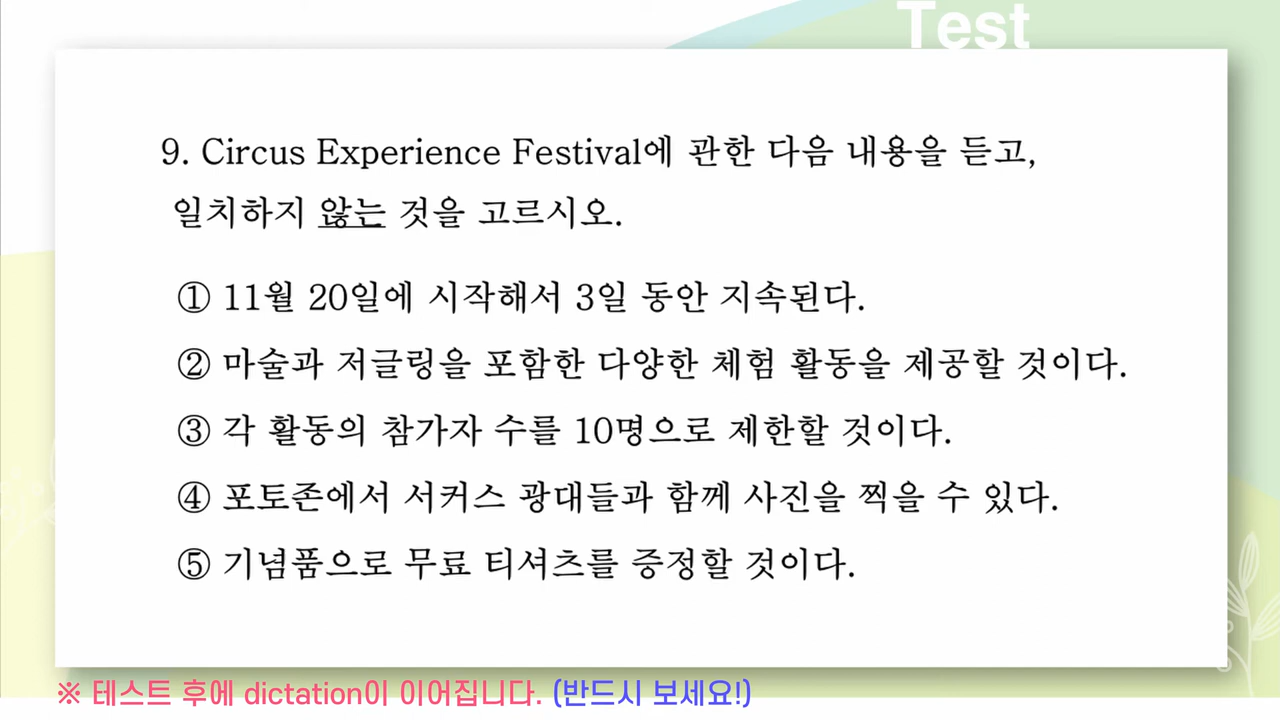 Test
9. Circus Experience Festival에 관한 다음 내용을 듣고,
일치하지 않는 것을 고르시오.
① 11월 20일에 시작해서 3일 동안 지속된다.
② 마술과 저글링을 포함한 다양한 체험 활동을 제공할 것이다.
③ 각 활동의 참가자 수를 10명으로 제한할 것이다.
④ 포토존에서 서커스 광대들과 함께 사진을 찍을 수 있다.
⑤ 기념품으로 무료 티셔츠를 증정할 것이다.
※ 테스트 후에 dictation이 이어집니다. (반드시 보세요!)